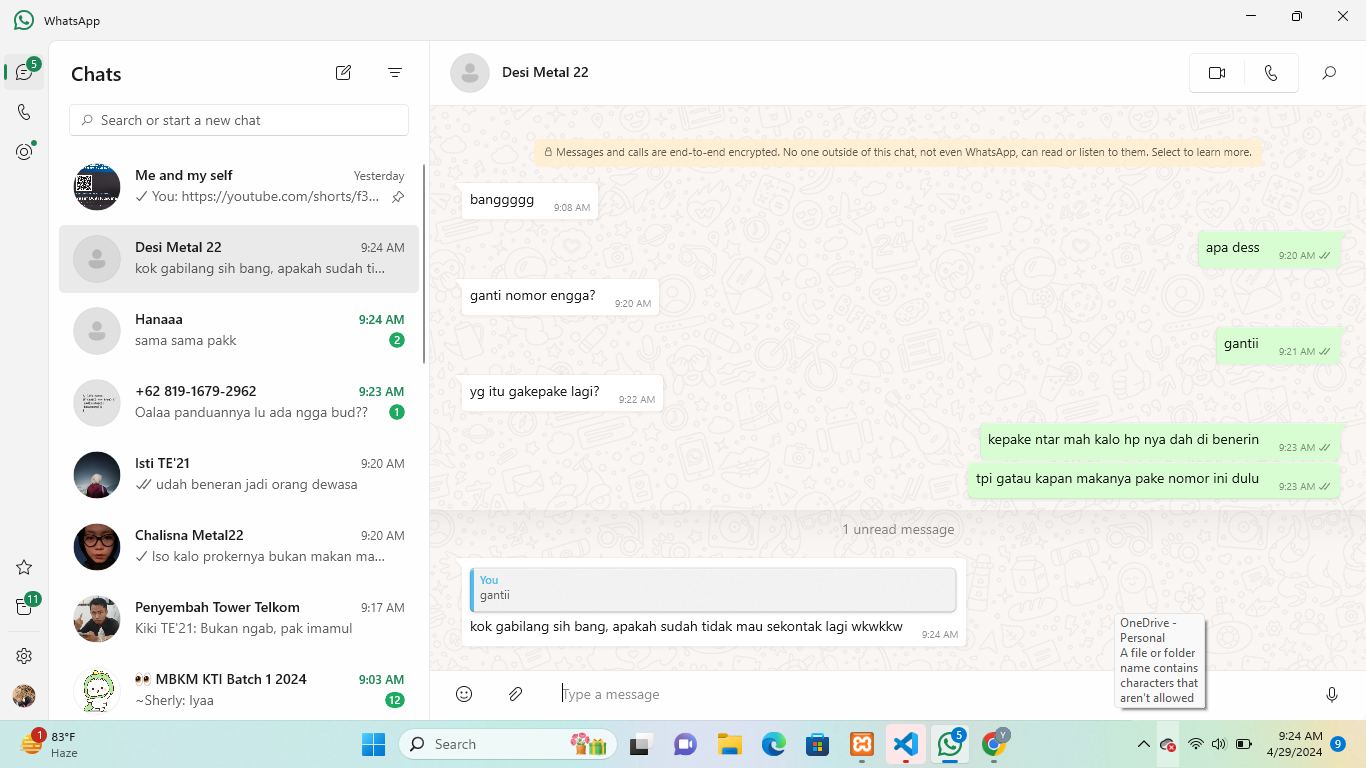 WhatsApp
5
Chats
Search or start a new chat
Me and my self
Yesterday
You: https://youtube.com/shorts/f3...
Desi Metal 22
9:24 AM
kok gabilang sih bang, apakah sudah ti...
Hanaaa
9:24 AM
sama sama pakk
2
+62 819-1679-2962
9:23 AM
Oalaa panduannya lu ada ngga bud??
1
Isti TE'21
9:20 AM
udah beneran jadi orang dewasa
Chalisna Metal22
9:20 AM
Iso kalo prokernya bukan makan ma...
Penyembah Tower Telkom
9:17 AM
Kiki TE'21: Bukan ngab, pak imamul
👀 MBKM KTI Batch 1 2024
9:03 AM
~Sherly: Iyaa
12
11
Desi Metal 22
Messages and calls are end-to-end encrypted. No one outside of this chat, not even WhatsApp, can read or listen to them. Select to learn more.
banggggg
9:08 AM
apa dess
9:20 AM
ganti nomor engga?
9:20 AM
gantii
9:21 AM
yg itu gakepake lagi?
9:22 AM
kepake ntar mah kalo hp nya dah di benerin
9:23 AM
tpi gatau kapan makanya pake nomor ini dulu
9:23 AM
1 unread message
You
gantii
kok gabilang sih bang, apakah sudah tidak mau sekontak lagi wkwkkw
9:24 AM
Type a message
OneDrive -
Personal
A file or folder
name contains
characters that
aren't allowed
1
83°F
Haze
Search
5
Y
9:24 AM
4/29/2024
9